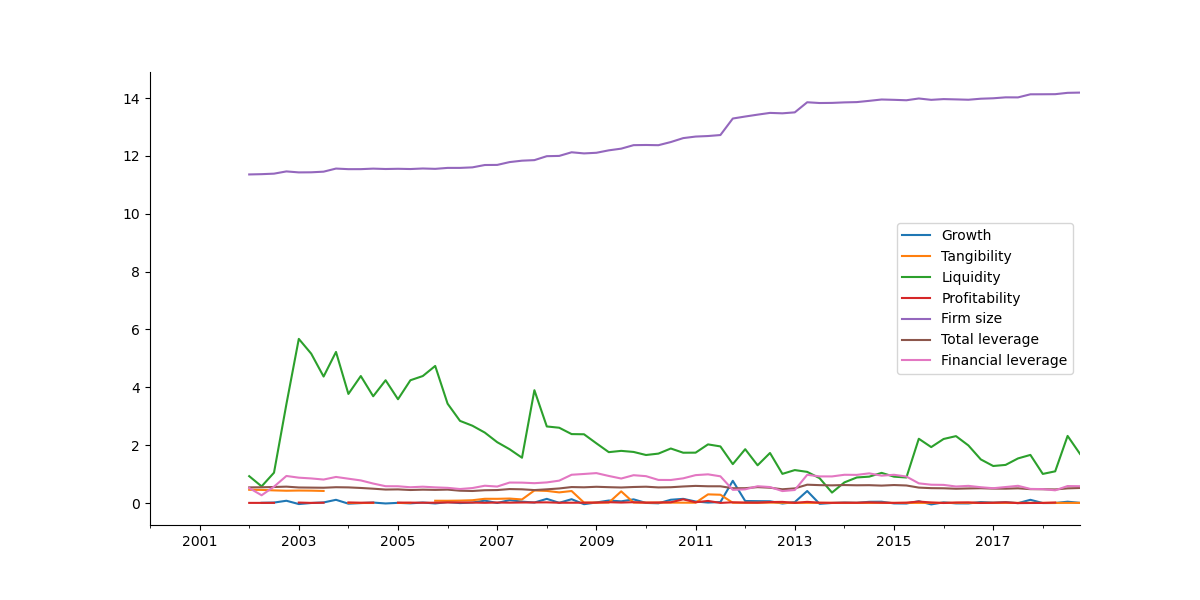 14
12
10
8
6
4
2
0
2001 2003 2005 2007 2009 2011 2013 2015 2017
Growth
Tangibility
Liquidity
Profitability
Firm size
Total leverage
Financial leverage